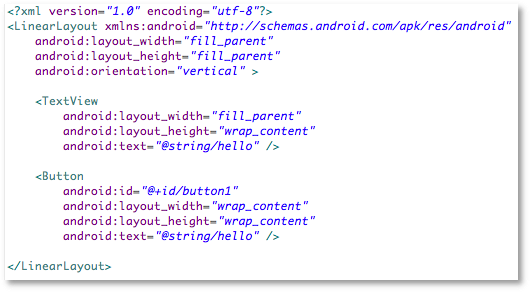 <?xml version="1.0" encoding="utf-8"?>
<LinearLayout xmlns:android="http://schemas.android.com/apk/res/android"
    android:layout_width="fill_parent"
    android:layout_height="fill_parent"
    android:orientation="vertical" >

    <TextView
        android:layout_width="fill_parent"
        android:layout_height="wrap_content"
        android:text="@string/hello" />

    <Button
        android:id="@+id/button1"
        android:layout_width="wrap_content"
        android:layout_height="wrap_content"
        android:text="@string/hello" />

</LinearLayout>